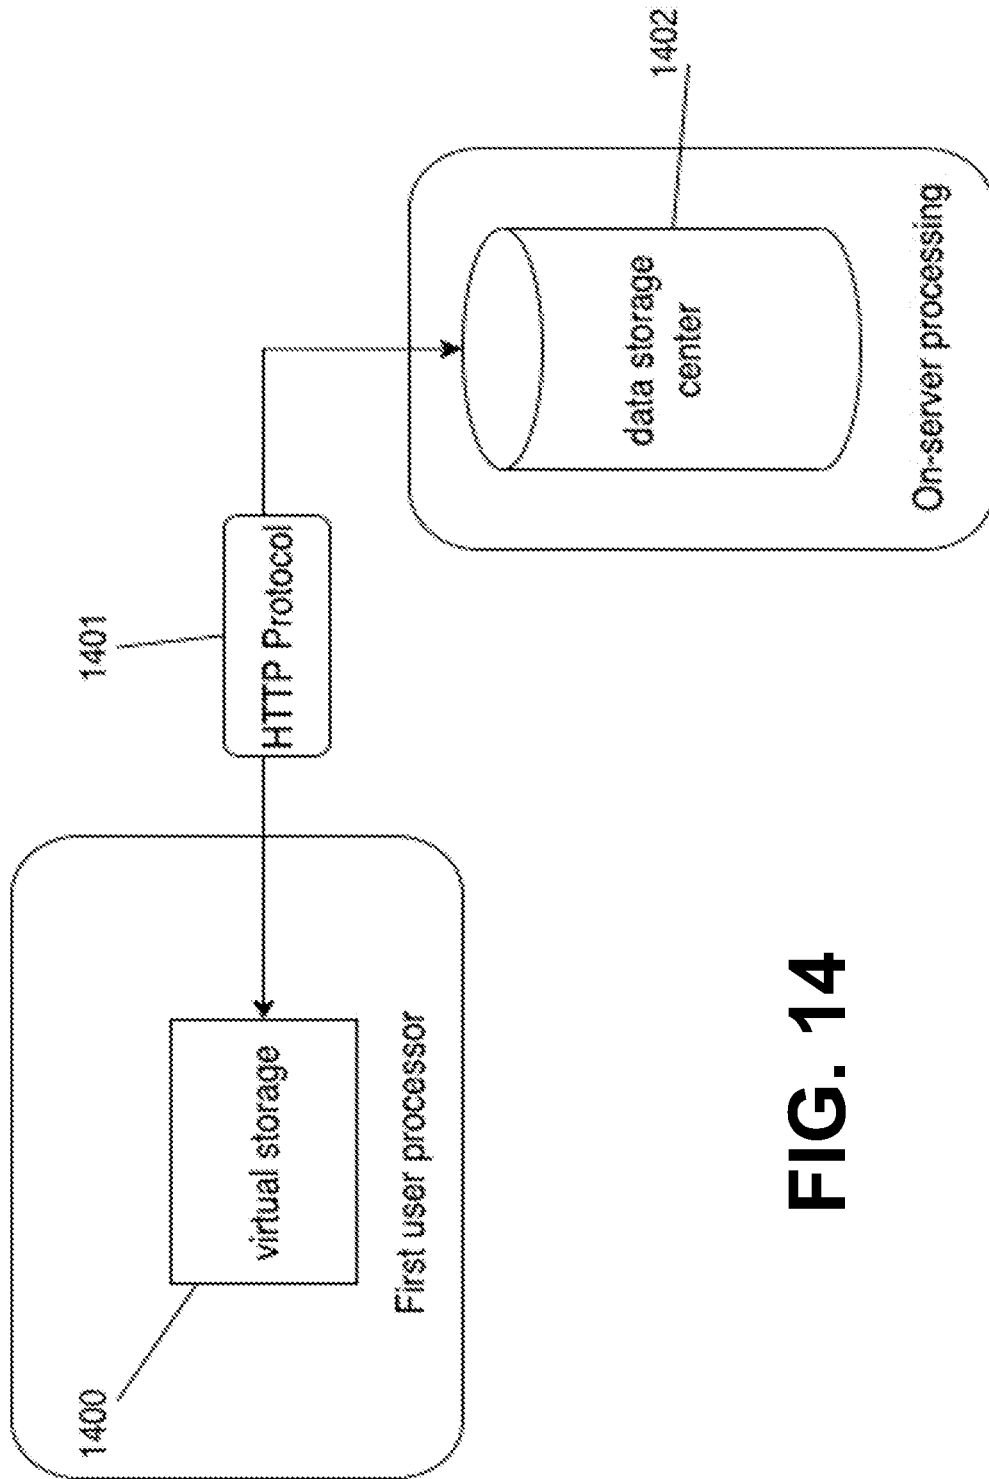 1400
virtual storage
First user processor
1401
HTTP Protocol
1402
data storage
center
On-server processing
FIG. 14